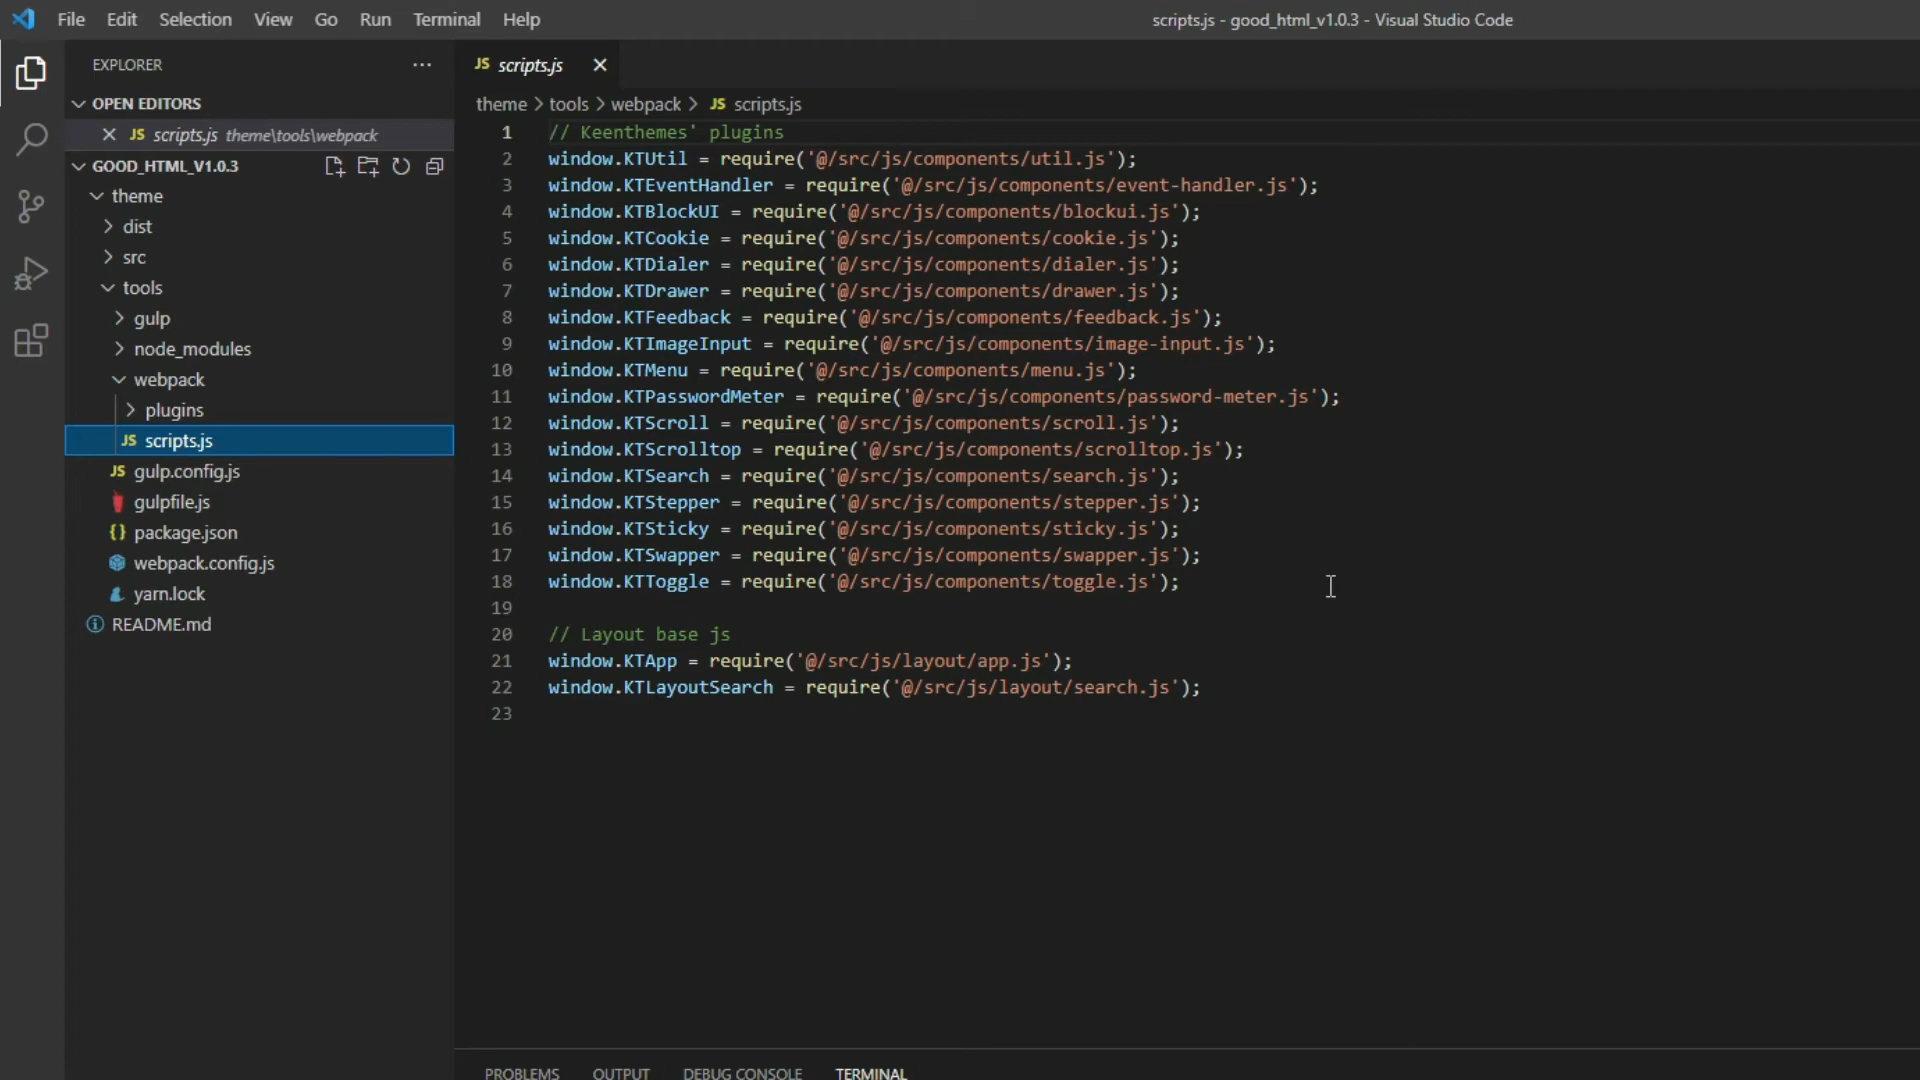 File Edit Selection View Go Run Terminal Help
scripts.js - good_html_v1.0.3 - Visual Studio Code
EXPLORER
OPEN EDITORS
JS scripts.js theme\tools\webpack
GOOD_HTML_V1.0.3
theme
dist
src
tools
gulp
node_modules
webpack
plugins
JS scripts.js
JS gulp.config.js
gulpfile.js
{} package.json
webpack.config.js
yarn.lock
README.md
JS scripts.js
theme > tools > webpack > JS scripts.js
1 // Keenthemes' plugins
2 window.KTUtil = require('@/src/js/components/util.js');
3 window.KTEventHandler = require('@/src/js/components/event-handler.js');
4 window.KTBlockUI = require('@/src/js/components/blockui.js');
5 window.KTCookie = require('@/src/js/components/cookie.js');
6 window.KTDialer = require('@/src/js/components/dialer.js');
7 window.KTDrawer = require('@/src/js/components/drawer.js');
8 window.KTFeedback = require('@/src/js/components/feedback.js');
9 window.KTImageInput = require('@/src/js/components/image-input.js');
10 window.KTMenu = require('@/src/js/components/menu.js');
11 window.KTPasswordMeter = require('@/src/js/components/password-meter.js');
12 window.KTScroll = require('@/src/js/components/scroll.js');
13 window.KTScrolltop = require('@/src/js/components/scrolltop.js');
14 window.KTSearch = require('@/src/js/components/search.js');
15 window.KTStepper = require('@/src/js/components/stepper.js');
16 window.KTSticky = require('@/src/js/components/sticky.js');
17 window.KTSwapper = require('@/src/js/components/swapper.js');
18 window.KTToggle = require('@/src/js/components/toggle.js');
19
20 // Layout base js
21 window.KTApp = require('@/src/js/layout/app.js');
22 window.KTLayoutSearch = require('@/src/js/layout/search.js');
23
PROBLEMS OUTPUT DEBUG CONSOLE TERMINAL